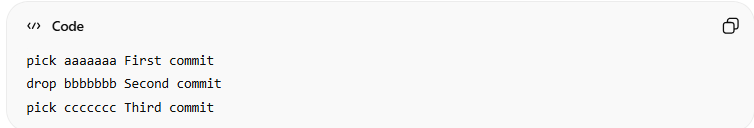 Code
pick aaaaaaa First commit
drop bbbbbbb Second commit
pick ccccccc Third commit